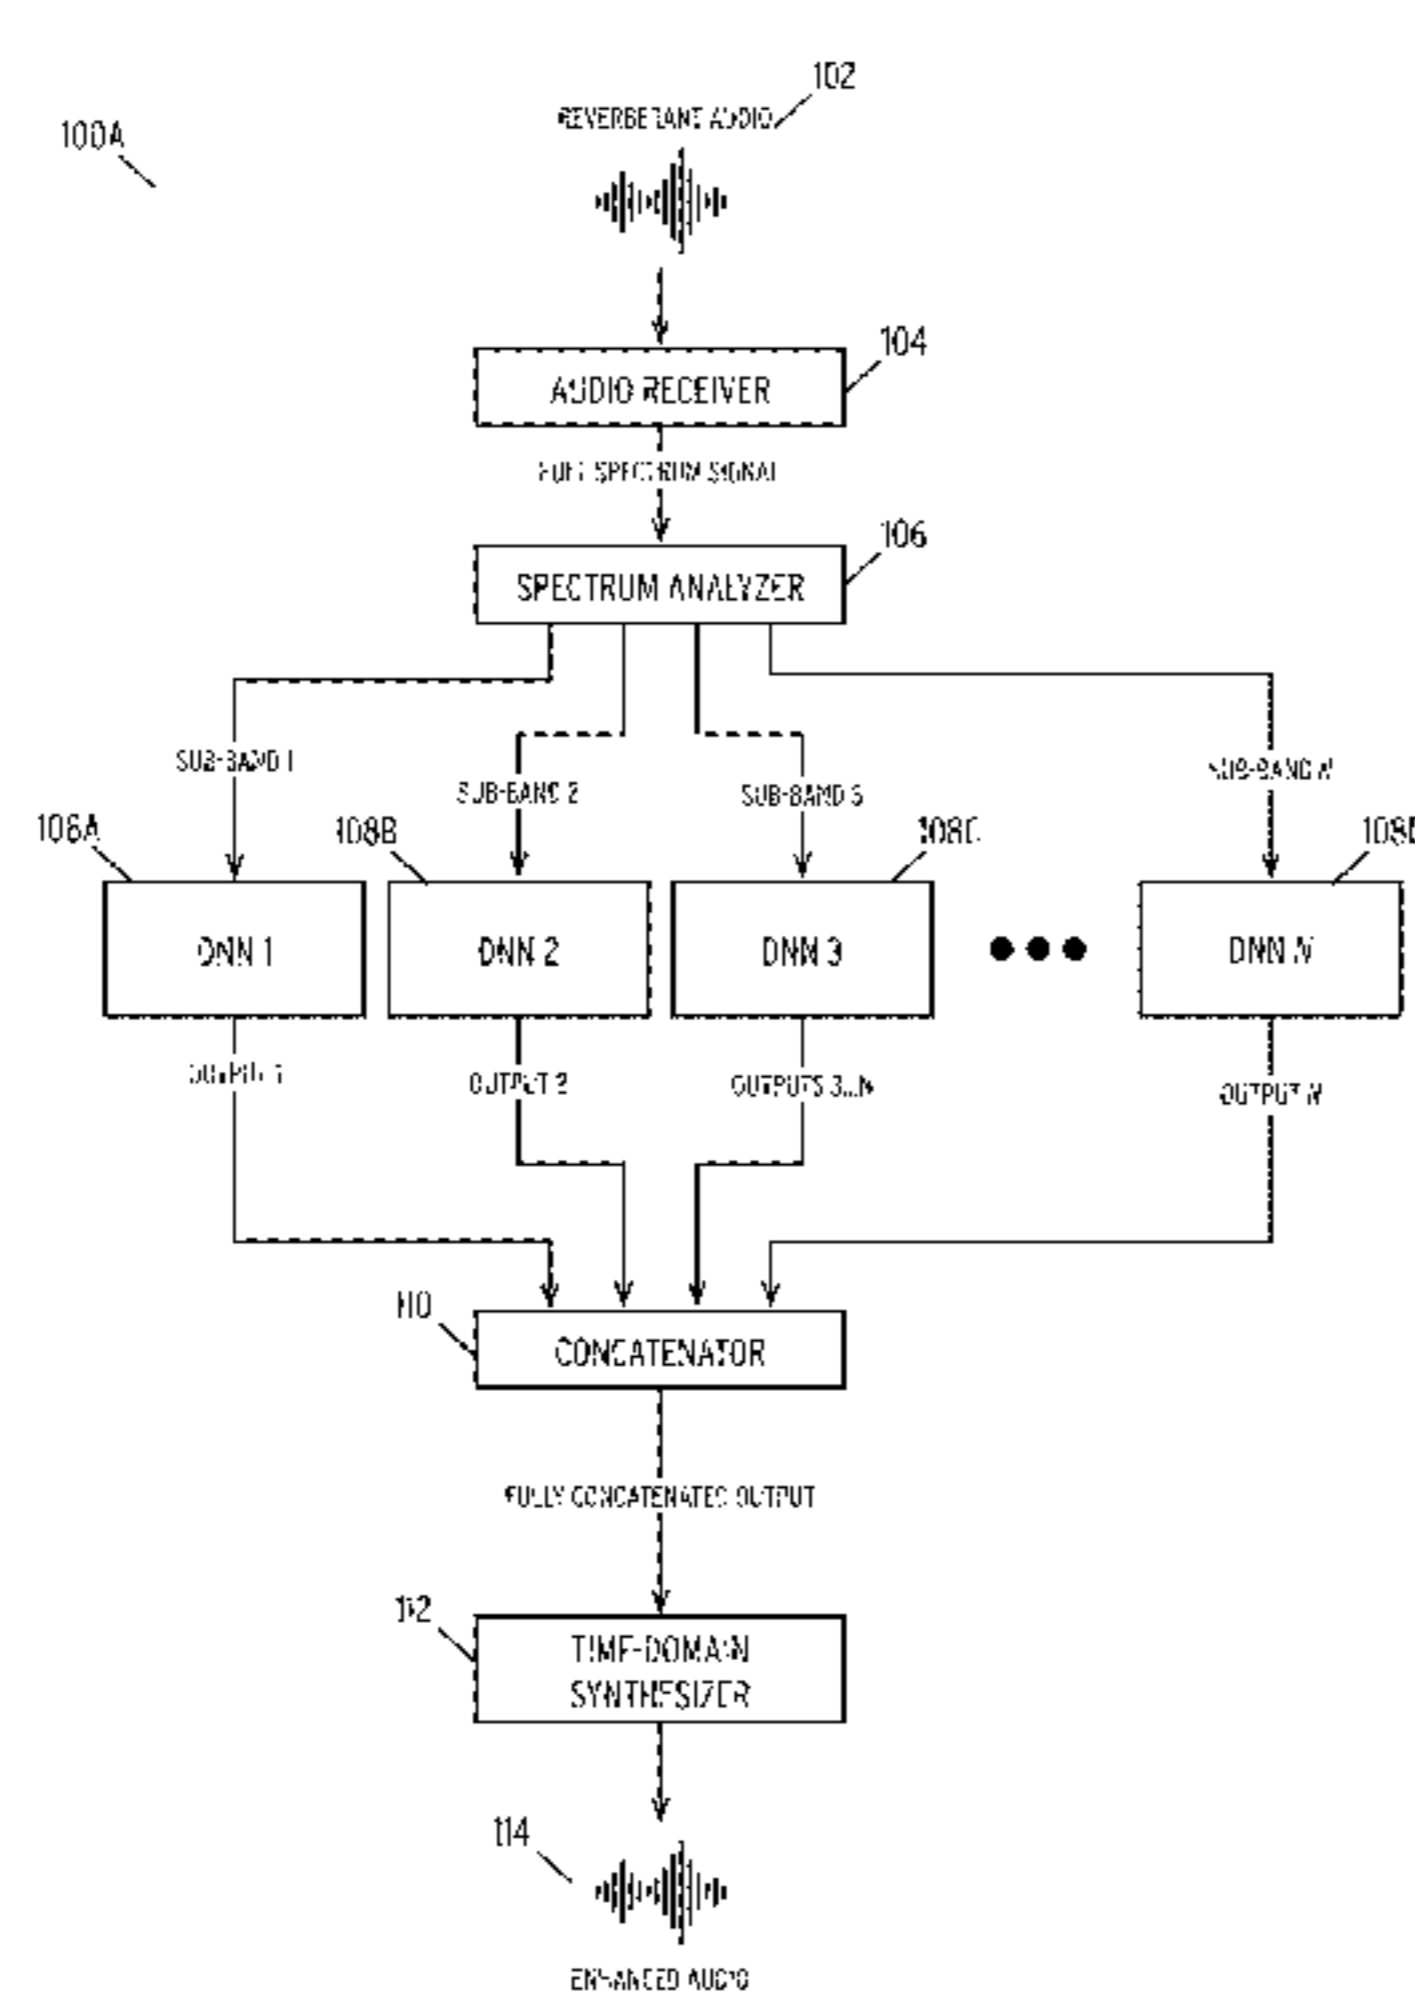 102
REVERBERANT AUDIO
100A
104
AUDIO RECEIVER
FULL SPECTRUM SIGNAL
106
SPECTRUM ANALYZER
SUB-BAND 1
SUB-BAND 2
SUB-BAND 3
SUB-BAND N
108A
108B
108C
DNN 1
DNN 2
DNN 3
DNN N
OUTPUT 1
OUTPUT 2
OUTPUTS 3...N
OUTPUT N
110
CONCATENATOR
FULLY CONCATENATED OUTPUT
112
TIME-DOMAIN
SYNTHESIZER
114
ENHANCED AUDIO